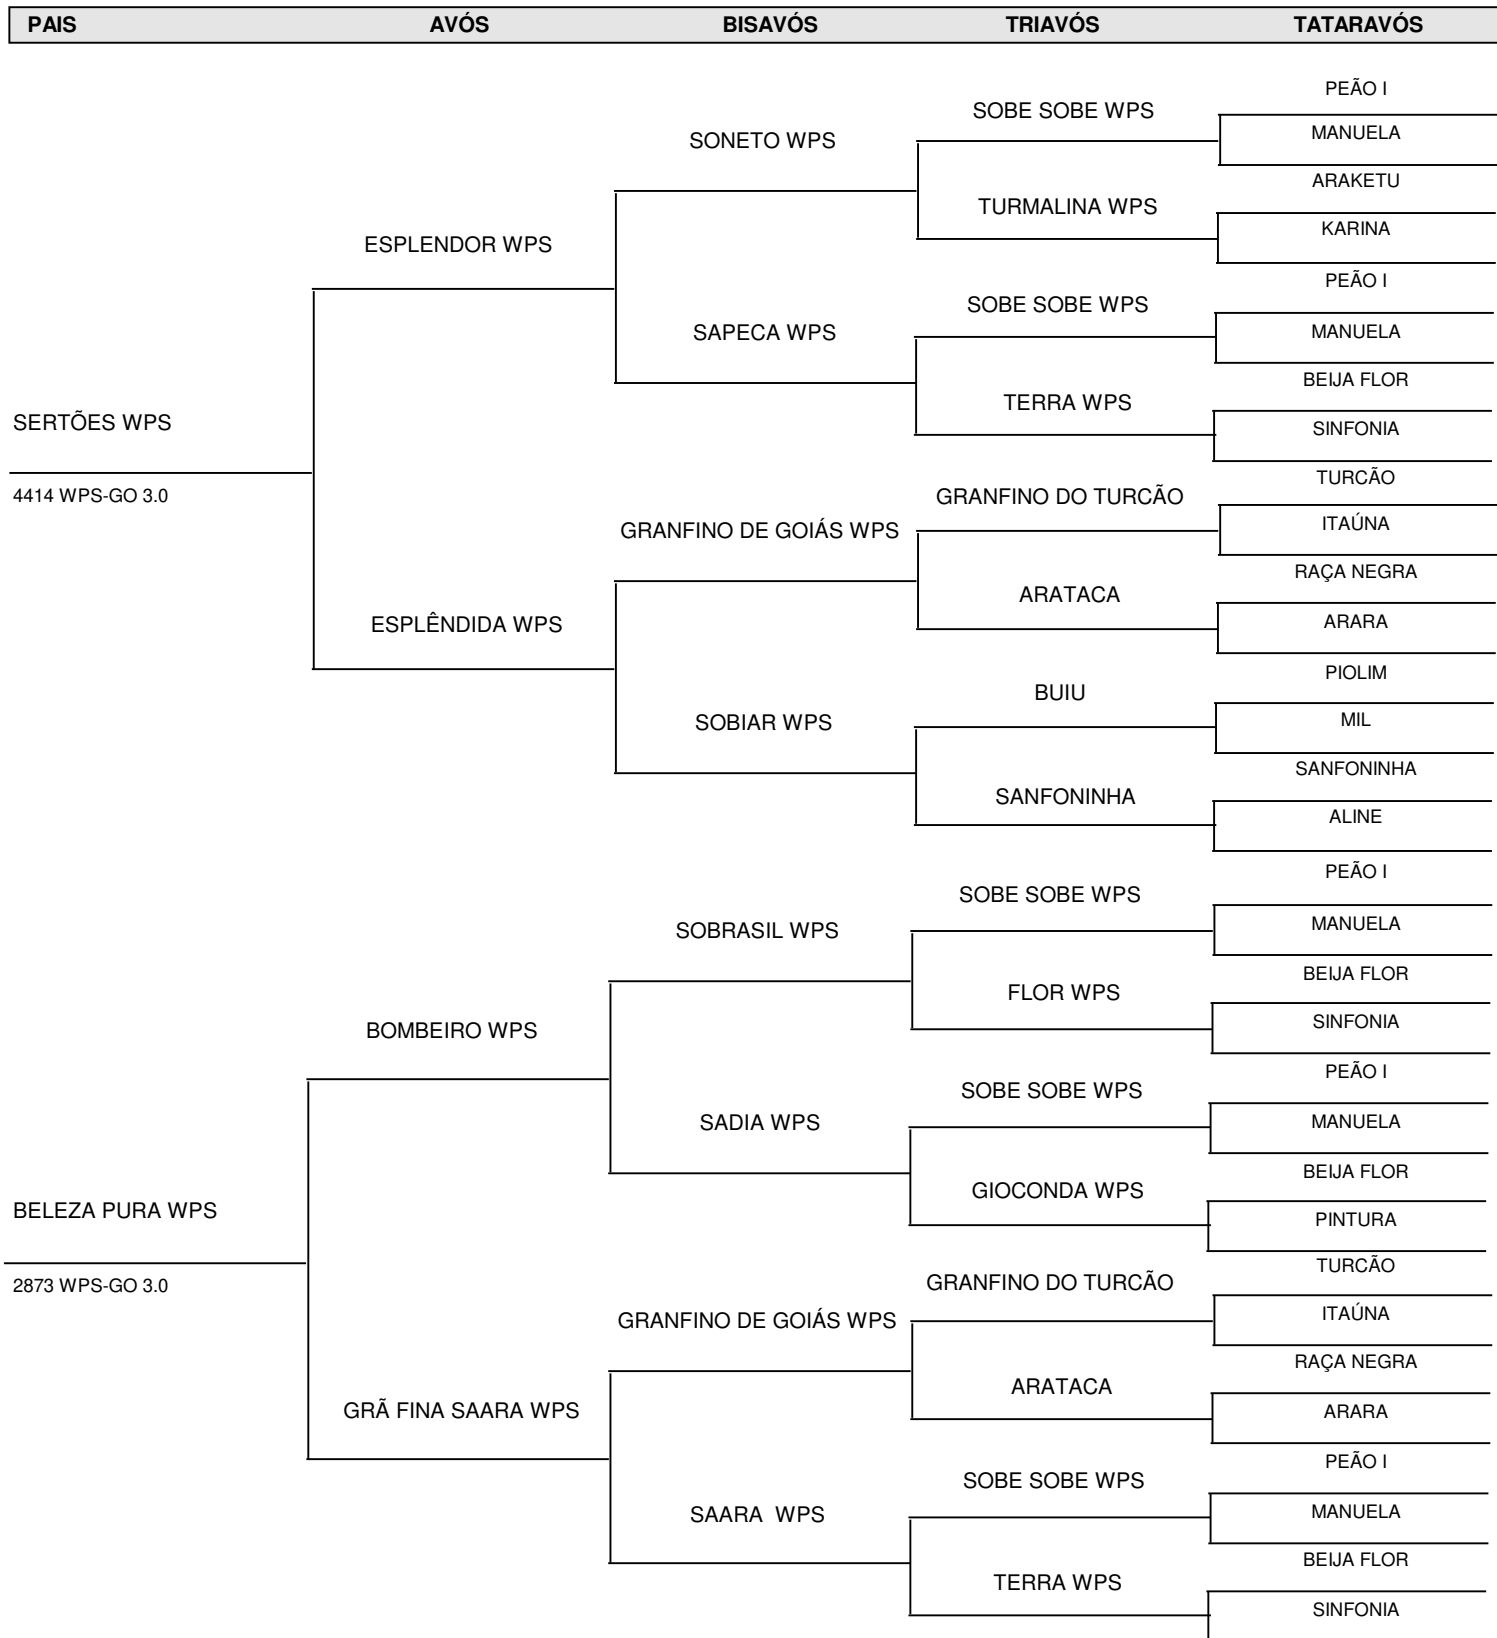 PAIS AVÓS BISAVÓS TRIAVÓS TATARAVÓS
PEÃO I
SOBE SOBE WPS
MANUELA
SONETO WPS
ARAKETU
TURMALINA WPS
KARINA
ESPLENDOR WPS
PEÃO I
SOBE SOBE WPS
MANUELA
SAPECA WPS
BEIJA FLOR
TERRA WPS
SINFONIA
SERTÕES WPS
4414 WPS-GO 3.0
TURCÃO
GRANFINO DO TURCÃO
ITAÚNA
GRANFINO DE GOIÁS WPS
RAÇA NEGRA
ARATACA
ARARA
ESPLÊNDIDA WPS
PIOLIM
BUIU
MIL
SOBIAR WPS
SANFONINHA
SANFONINHA
ALINE
PEÃO I
SOBE SOBE WPS
MANUELA
SOBRASIL WPS
BEIJA FLOR
FLOR WPS
SINFONIA
BOMBEIRO WPS
PEÃO I
SOBE SOBE WPS
MANUELA
SADIA WPS
BEIJA FLOR
GIOCONDA WPS
PINTURA
BELEZA PURA WPS
2873 WPS-GO 3.0
TURCÃO
GRANFINO DO TURCÃO
ITAÚNA
GRANFINO DE GOIÁS WPS
RAÇA NEGRA
ARATACA
ARARA
GRÃ FINA SAARA WPS
PEÃO I
SOBE SOBE WPS
MANUELA
SAARA WPS
BEIJA FLOR
TERRA WPS
SINFONIA